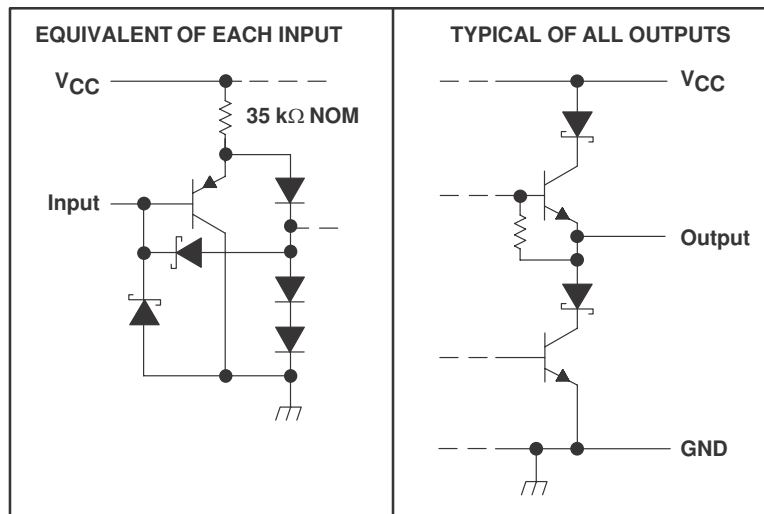 EQUIVALENT OF EACH INPUT
VCC
35 kΩ NOM
Input
TYPICAL OF ALL OUTPUTS
VCC
Output
GND